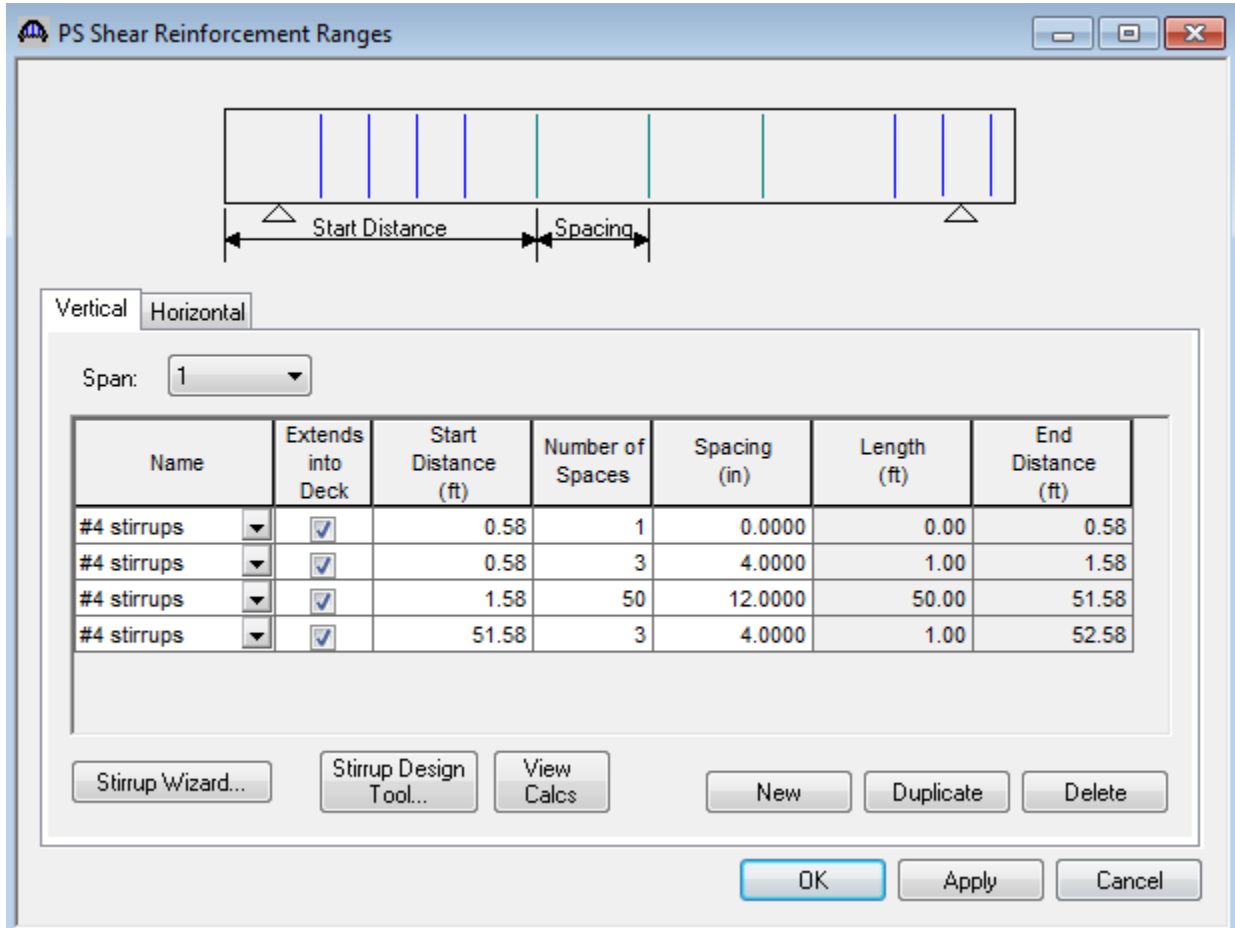 PS Shear Reinforcement Ranges
Start Distance
Spacing
Vertical
Horizontal
Span:
1
Name
Extends
into
Deck
Start
Distance
(ft)
Number of
Spaces
Spacing
(in)
Length
(ft)
End
Distance
(ft)
#4 stirrups 0.58 1 0.0000 0.00 0.58
#4 stirrups 0.58 3 4.0000 1.00 1.58
#4 stirrups 1.58 50 12.0000 50.00 51.58
#4 stirrups 51.58 3 4.0000 1.00 52.58
Stirrup Wizard...
Stirrup Design
Tool...
View
Calcs
New
Duplicate
Delete
OK
Apply
Cancel